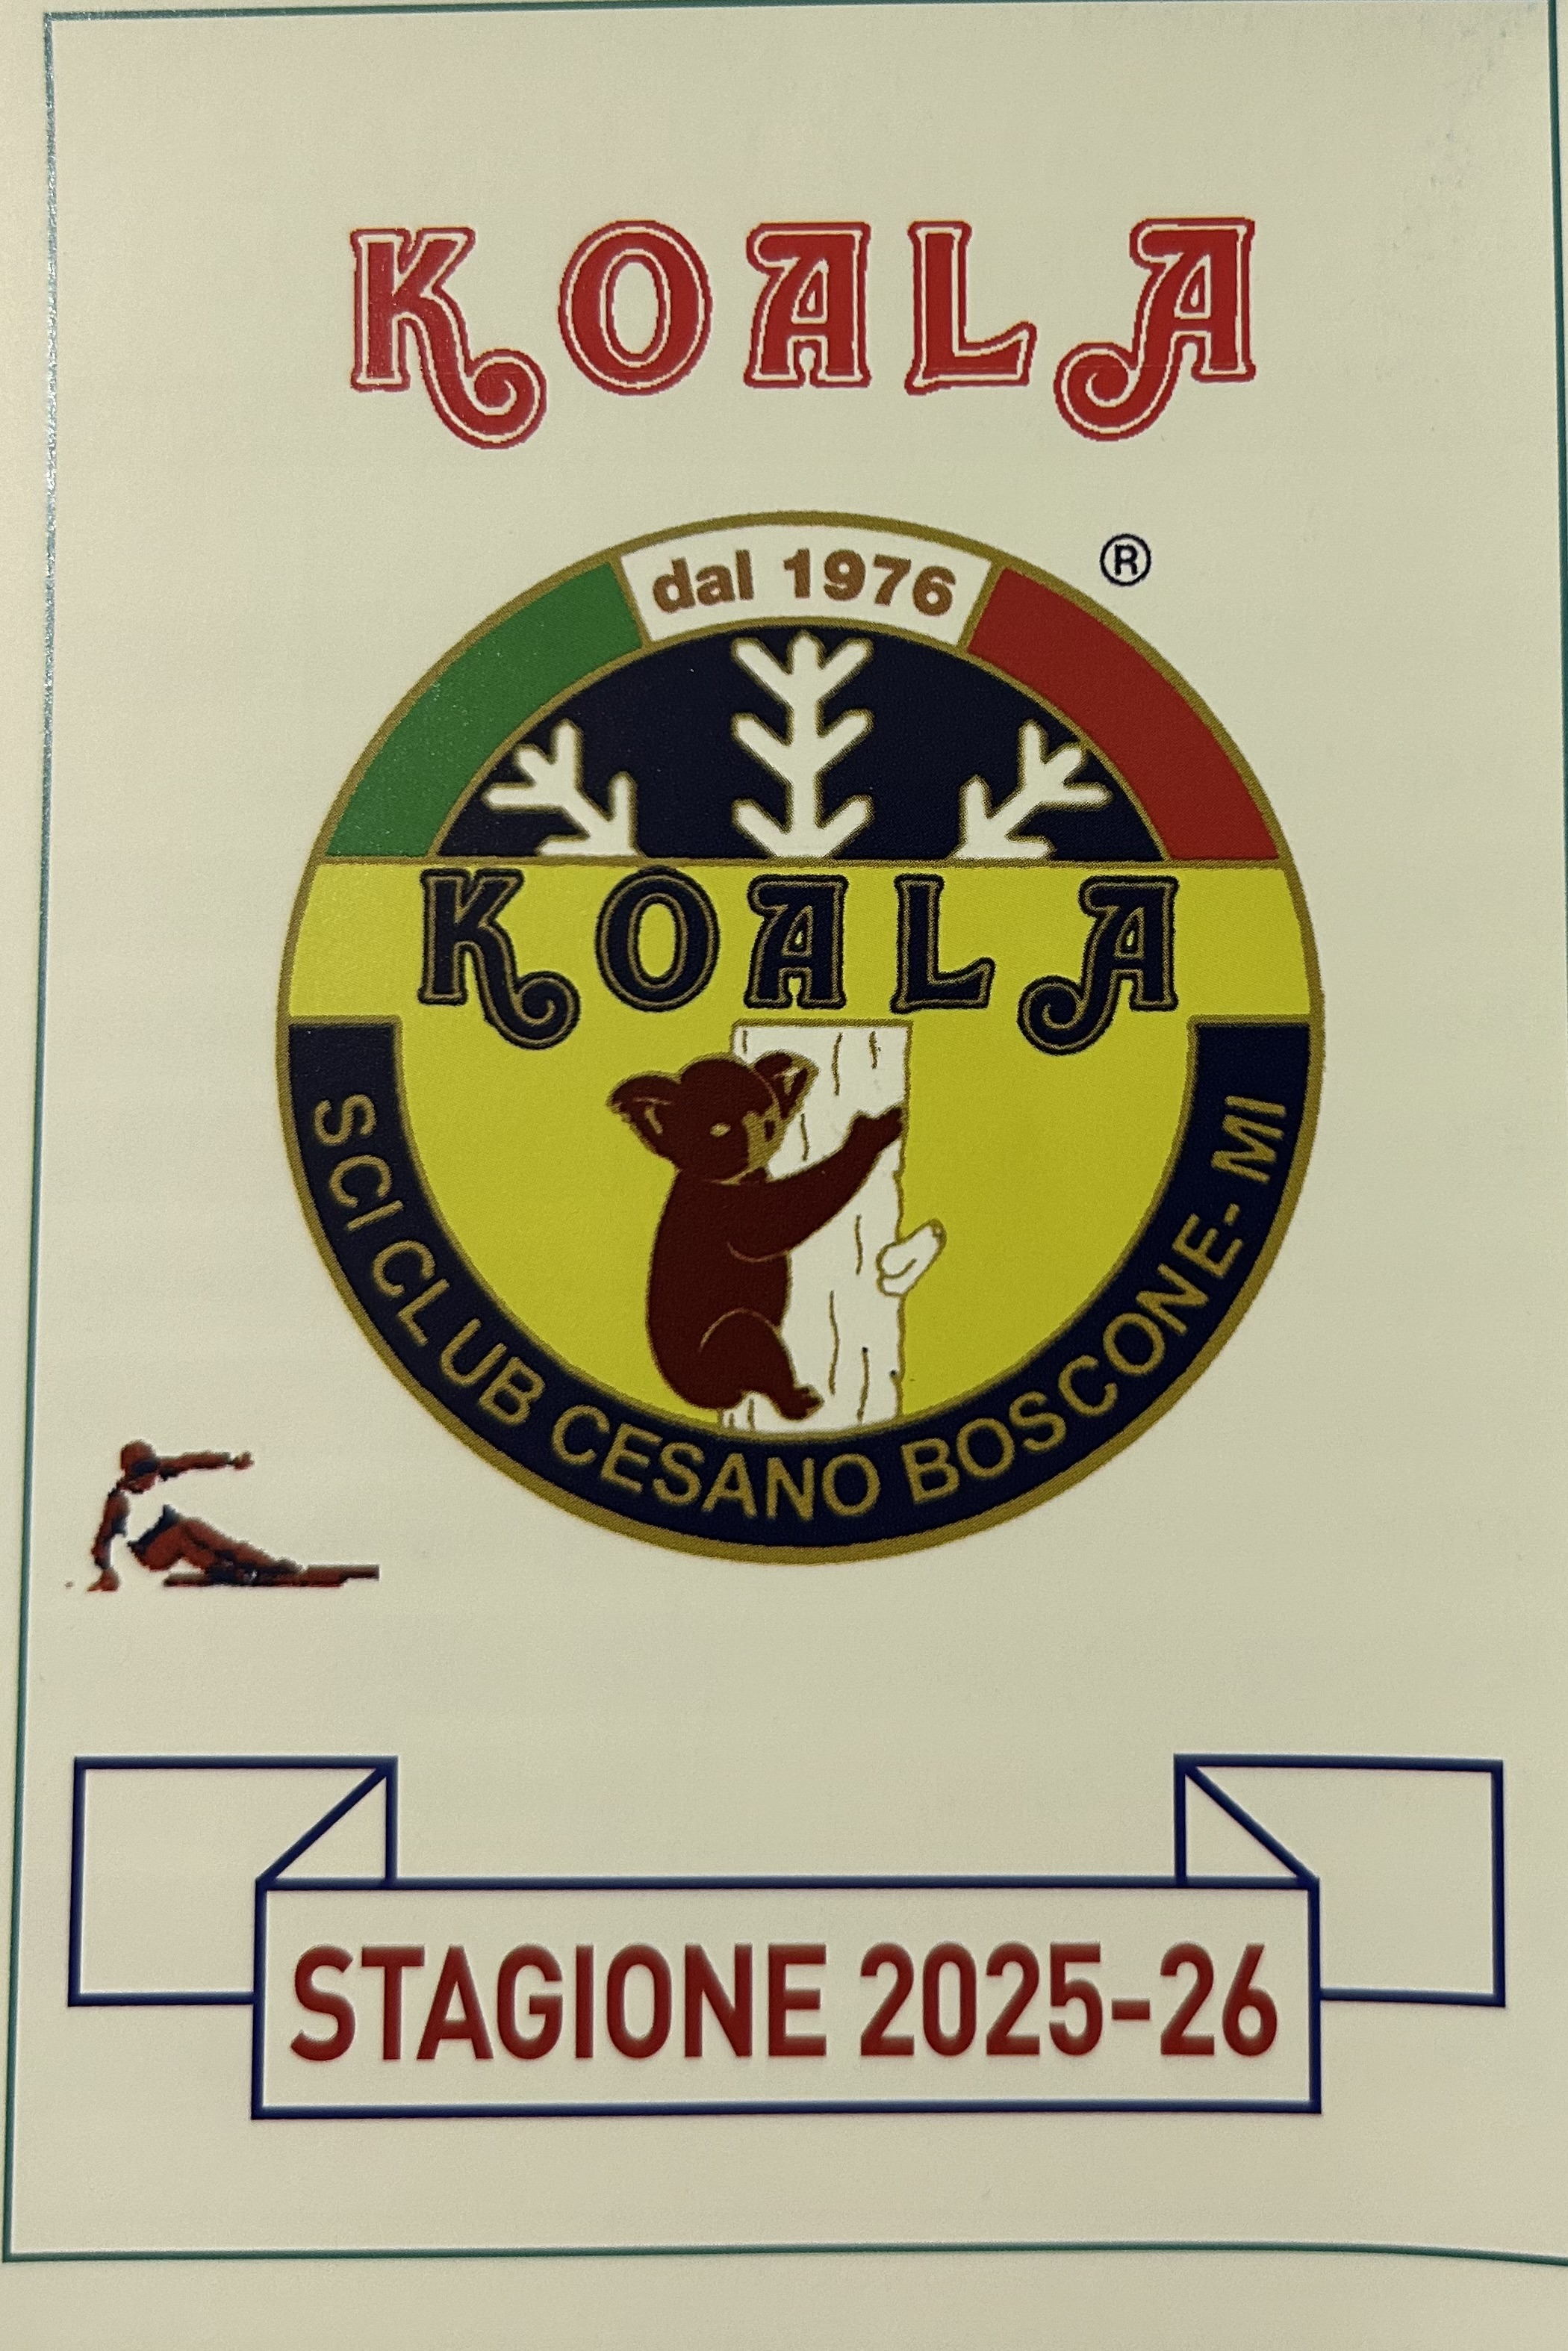 KOALA
dal 1976
®
KOALA
SCI CLUB CESANO BOSCONE- MI
STAGIONE 2025-26